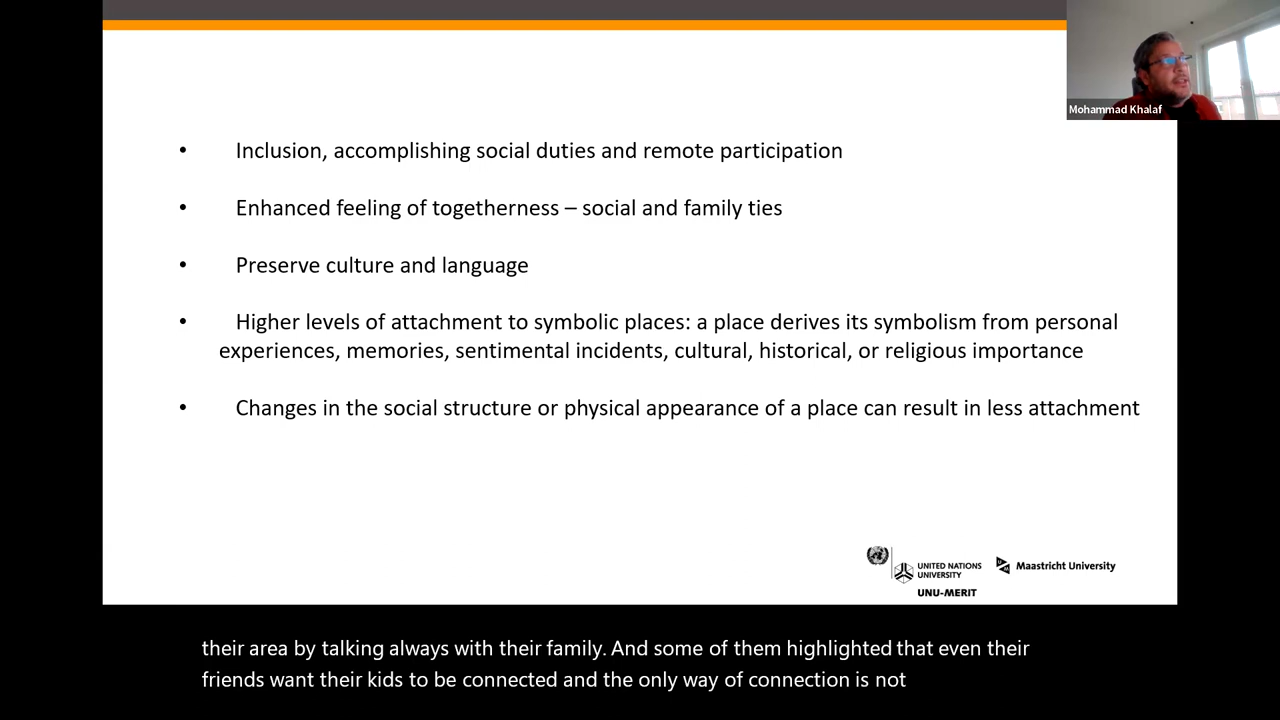 Mohammad Khalaf
• Inclusion, accomplishing social duties and remote participation
• Enhanced feeling of togetherness – social and family ties
• Preserve culture and language
• Higher levels of attachment to symbolic places: a place derives its symbolism from personal
experiences, memories, sentimental incidents, cultural, historical, or religious importance
• Changes in the social structure or physical appearance of a place can result in less attachment
UNITED NATIONS
UNIVERSITY
UNU-MERIT
Maastricht University
their area by talking always with their family. And some of them highlighted that even their
friends want their kids to be connected and the only way of connection is not